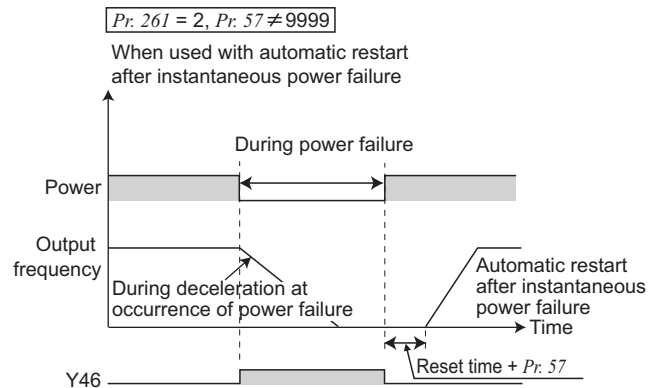 Pr. 261 = 2, Pr. 57 ≠ 9999
When used with automatic restart
after instantaneous power failure
During power failure
Power
Output
frequency
During deceleration at
occurrence of power failure
Automatic restart
after instantaneous
power failure
Time
Reset time + Pr. 57
Y46